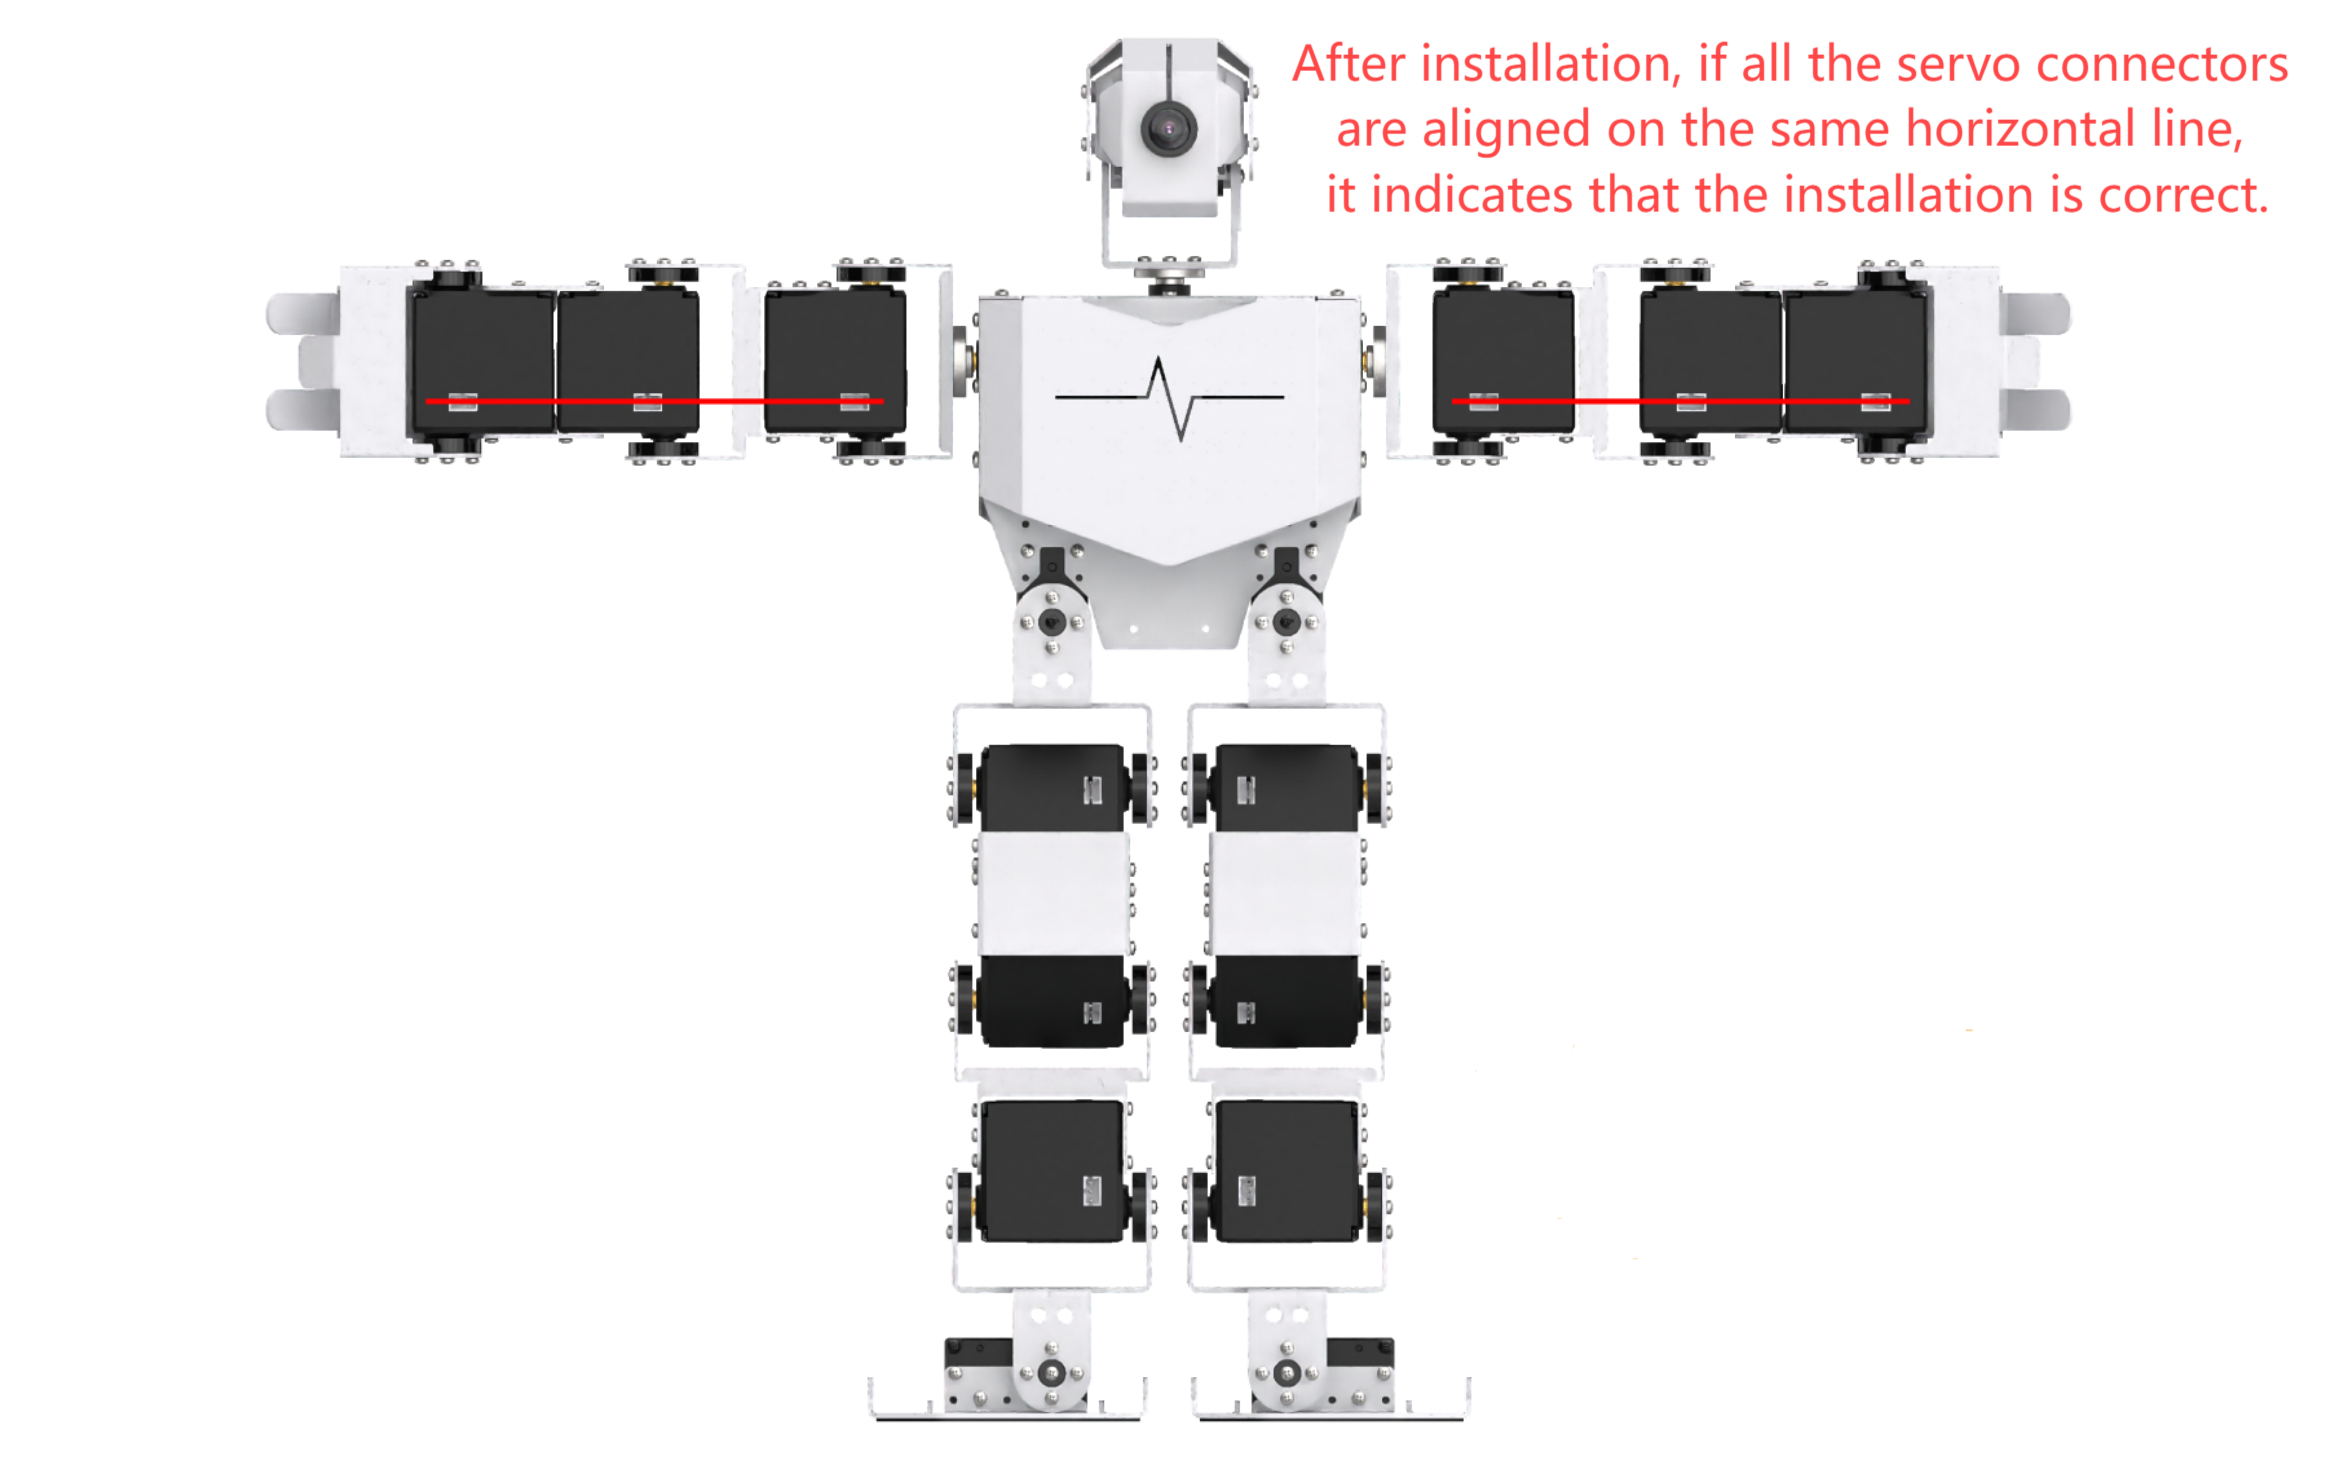 After installation, if all the servo connectors
are aligned on the same horizontal line,
it indicates that the installation is correct.